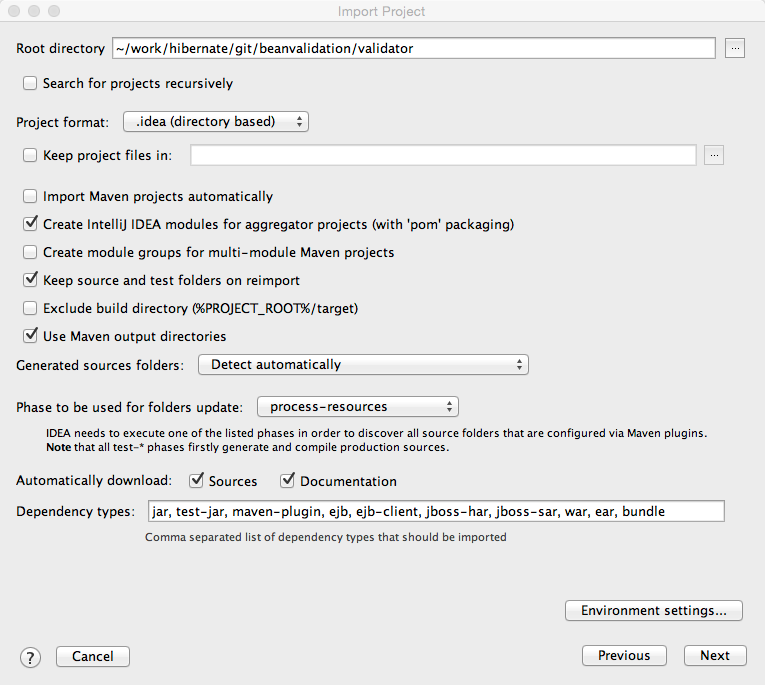 Import Project
Root directory ~/work/hibernate/git/beanvalidation/validator ...
Search for projects recursively
Project format: .idea (directory based)
Keep project files in: ...
Import Maven projects automatically
Create IntelliJ IDEA modules for aggregator projects (with 'pom' packaging)
Create module groups for multi-module Maven projects
Keep source and test folders on reimport
Exclude build directory (%PROJECT_ROOT%/target)
Use Maven output directories
Generated sources folders: Detect automatically
Phase to be used for folders update: process-resources
IDEA needs to execute one of the listed phases in order to discover all source folders that are configured via Maven plugins.
Note that all test-* phases firstly generate and compile production sources.
Automatically download: Sources Documentation
Dependency types: jar, test-jar, maven-plugin, ejb, ejb-client, jboss-har, jboss-sar, war, ear, bundle
Comma separated list of dependency types that should be imported
Environment settings...
? Cancel Previous Next